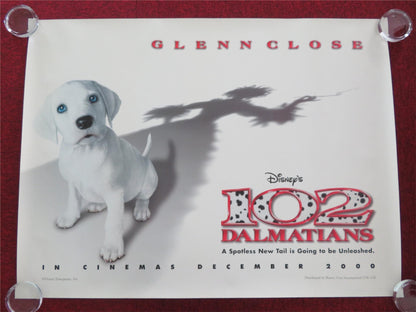 GLENN CLOSE
Disney's
102
DALMATIANS
A Spotless New Tail is Going to be Unleashed.
IN CINEMAS DECEMBER 2000